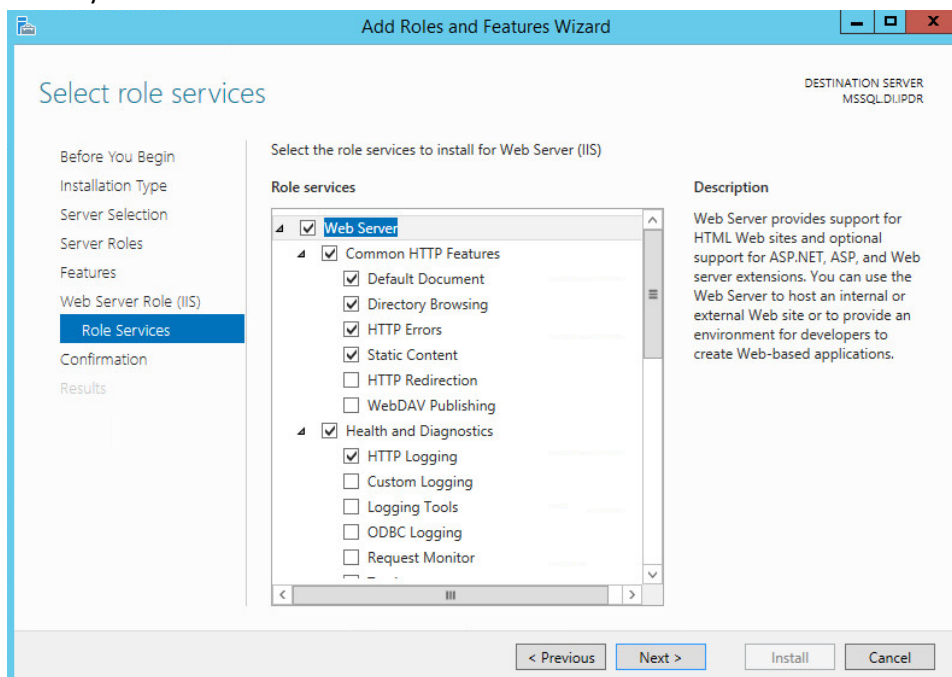 Add Roles and Features Wizard
Select role services
DESTINATION SERVER
MSSQL.DI.IPDR
Before You Begin
Installation Type
Server Selection
Server Roles
Features
Web Server Role (IIS)
Role Services
Confirmation
Results
Select the role services to install for Web Server (IIS)
Role services
Web Server
Common HTTP Features
Default Document
Directory Browsing
HTTP Errors
Static Content
HTTP Redirection
WebDAV Publishing
Health and Diagnostics
HTTP Logging
Custom Logging
Logging Tools
ODBC Logging
Request Monitor
Description
Web Server provides support for
HTML Web sites and optional
support for ASP.NET, ASP, and Web
server extensions. You can use the
Web Server to host an internal or
external Web site or to provide an
environment for developers to
create Web-based applications.
< Previous
Next >
Install
Cancel